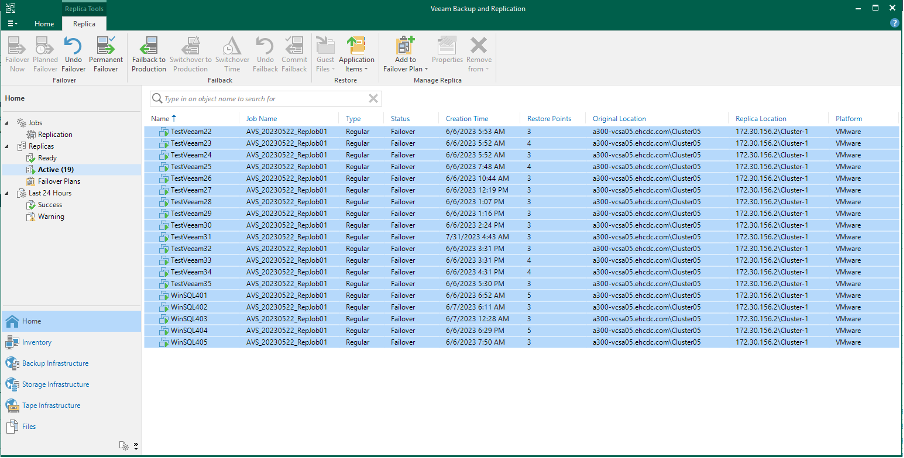 Replica Tools Veeam Backup and Replication
Home Replica
Failover Now
Planned Failover
Undo Failover
Permanent Failover
Failback to Production
Switchover to Production
Switchover Time
Undo Failback
Commit Failback
Guest Files
Application Items
Add to Failover Plan
Properties
Remove from
Failover Failback Restore Manage Replica
Home
Jobs
Replication
Replicas
Ready
Active (19)
Failover Plans
Last 24 Hours
Success
Warning
Home
Inventory
Backup Infrastructure
Storage Infrastructure
Tape Infrastructure
Files
Type in an object name to search for
Name Job Name Type Status Creation Time Restore Points Original Location Replica Location Platform
TestVeeam22 AVS_20230522_RepJob01 Regular Failover 6/6/2023 5:53 AM 3 a300-vcsa05.ehcdc.com\Cluster05 172.30.156.2\Cluster-1 VMware
TestVeeam23 AVS_20230522_RepJob01 Regular Failover 6/6/2023 5:52 AM 4 a300-vcsa05.ehcdc.com\Cluster05 172.30.156.2\Cluster-1 VMware
TestVeeam24 AVS_20230522_RepJob01 Regular Failover 6/6/2023 5:52 AM 3 a300-vcsa05.ehcdc.com\Cluster05 172.30.156.2\Cluster-1 VMware
TestVeeam25 AVS_20230522_RepJob01 Regular Failover 6/6/2023 7:48 AM 4 a300-vcsa05.ehcdc.com\Cluster05 172.30.156.2\Cluster-1 VMware
TestVeeam26 AVS_20230522_RepJob01 Regular Failover 6/6/2023 10:44 AM 3 a300-vcsa05.ehcdc.com\Cluster05 172.30.156.2\Cluster-1 VMware
TestVeeam27 AVS_20230522_RepJob01 Regular Failover 6/6/2023 12:19 PM 3 a300-vcsa05.ehcdc.com\Cluster05 172.30.156.2\Cluster-1 VMware
TestVeeam28 AVS_20230522_RepJob01 Regular Failover 6/6/2023 1:07 PM 3 a300-vcsa05.ehcdc.com\Cluster05 172.30.156.2\Cluster-1 VMware
TestVeeam29 AVS_20230522_RepJob01 Regular Failover 6/6/2023 1:16 PM 3 a300-vcsa05.ehcdc.com\Cluster05 172.30.156.2\Cluster-1 VMware
TestVeeam30 AVS_20230522_RepJob01 Regular Failover 6/6/2023 2:24 PM 3 a300-vcsa05.ehcdc.com\Cluster05 172.30.156.2\Cluster-1 VMware
TestVeeam31 AVS_20230522_RepJob01 Regular Failover 7/31/2023 4:43 AM 3 a300-vcsa05.ehcdc.com\Cluster05 172.30.156.2\Cluster-1 VMware
TestVeeam32 AVS_20230522_RepJob01 Regular Failover 6/6/2023 3:31 PM 3 a300-vcsa05.ehcdc.com\Cluster05 172.30.156.2\Cluster-1 VMware
TestVeeam33 AVS_20230522_RepJob01 Regular Failover 6/6/2023 3:31 PM 4 a300-vcsa05.ehcdc.com\Cluster05 172.30.156.2\Cluster-1 VMware
TestVeeam34 AVS_20230522_RepJob01 Regular Failover 6/6/2023 4:31 PM 4 a300-vcsa05.ehcdc.com\Cluster05 172.30.156.2\Cluster-1 VMware
TestVeeam35 AVS_20230522_RepJob01 Regular Failover 6/6/2023 5:30 PM 3 a300-vcsa05.ehcdc.com\Cluster05 172.30.156.2\Cluster-1 VMware
WinSQL401 AVS_20230522_RepJob01 Regular Failover 6/6/2023 6:52 AM 5 a300-vcsa05.ehcdc.com\Cluster05 172.30.156.2\Cluster-1 VMware
WinSQL402 AVS_20230522_RepJob01 Regular Failover 6/7/2023 6:11 AM 3 a300-vcsa05.ehcdc.com\Cluster05 172.30.156.2\Cluster-1 VMware
WinSQL403 AVS_20230522_RepJob01 Regular Failover 6/7/2023 12:23 AM 3 a300-vcsa05.ehcdc.com\Cluster05 172.30.156.2\Cluster-1 VMware
WinSQL404 AVS_20230522_RepJob01 Regular Failover 6/6/2023 6:29 PM 5 a300-vcsa05.ehcdc.com\Cluster05 172.30.156.2\Cluster-1 VMware
WinSQL405 AVS_20230522_RepJob01 Regular Failover 6/6/2023 7:50 AM 3 a300-vcsa05.ehcdc.com\Cluster05 172.30.156.2\Cluster-1 VMware